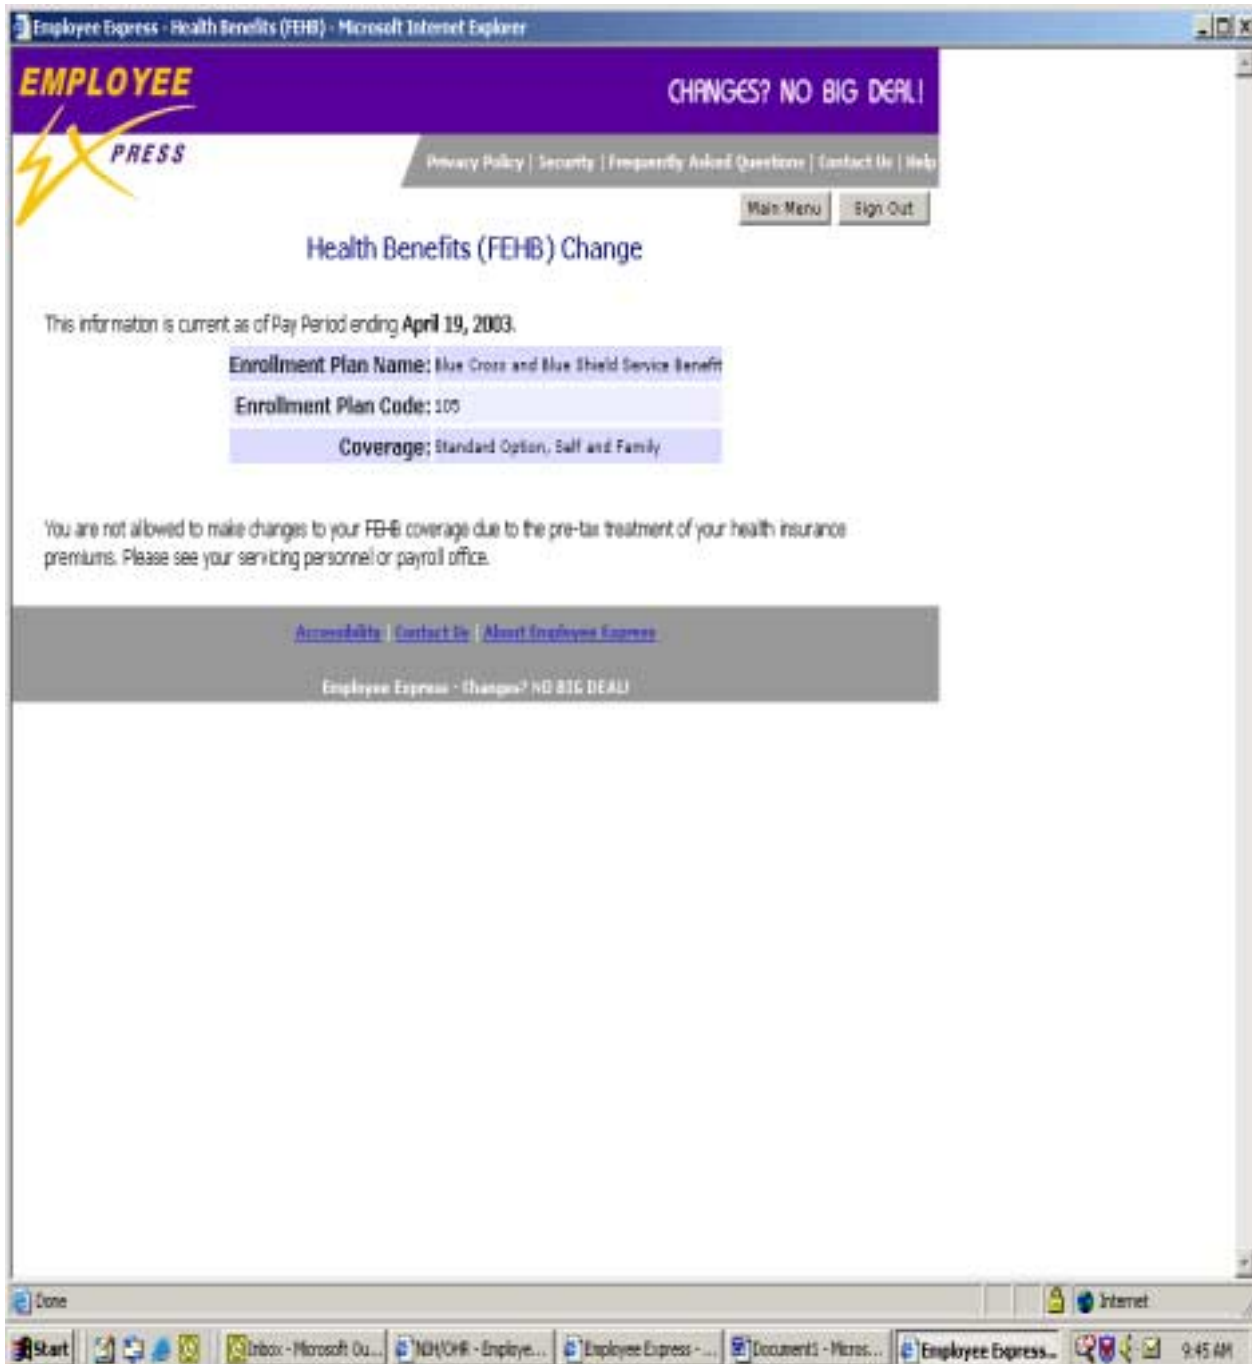 Employee Express - Health Benefits (FEHB) - Microsoft Internet Explorer
EMPLOYEE
CHANGES? NO BIG DEAL!
PRESS
Privacy Policy | Security | Frequently Asked Questions | Contact Us | Help
Main Menu Sign Out
Health Benefits (FEHB) Change
This information is current as of Pay Period ending April 19, 2003.
Enrollment Plan Name: Blue Cross and Blue Shield Service Benefit
Enrollment Plan Code: 105
Coverage: Standard Option, Self and Family
You are not allowed to make changes to your FEHB coverage due to the pre-tax treatment of your health insurance
premiums. Please see your servicing personnel or payroll office.
Accessibility | Contact Us | About Employee Express
Employee Express - Changes? NO BIG DEAL!
Done Internet
Start Inbox - Microsoft Ou... NIH/OHR - Employe... Employee Express - ... Document1 - Micros... Employee Express... 9:45 AM